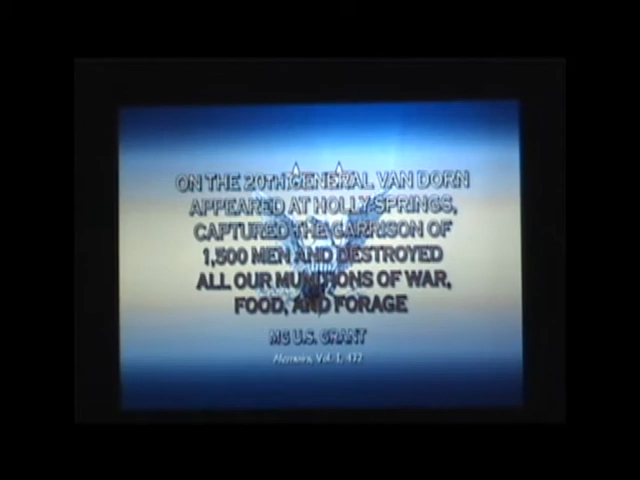 ON THE 20TH GENERAL VAN DORN
APPEARED AT HOLLY SPRINGS,
CAPTURED THE GARRISON OF
1,500 MEN AND DESTROYED
ALL OUR MUNITIONS OF WAR,
FOOD, AND FORAGE
MG U.S. GRANT
Memoirs, Vol. I, 432